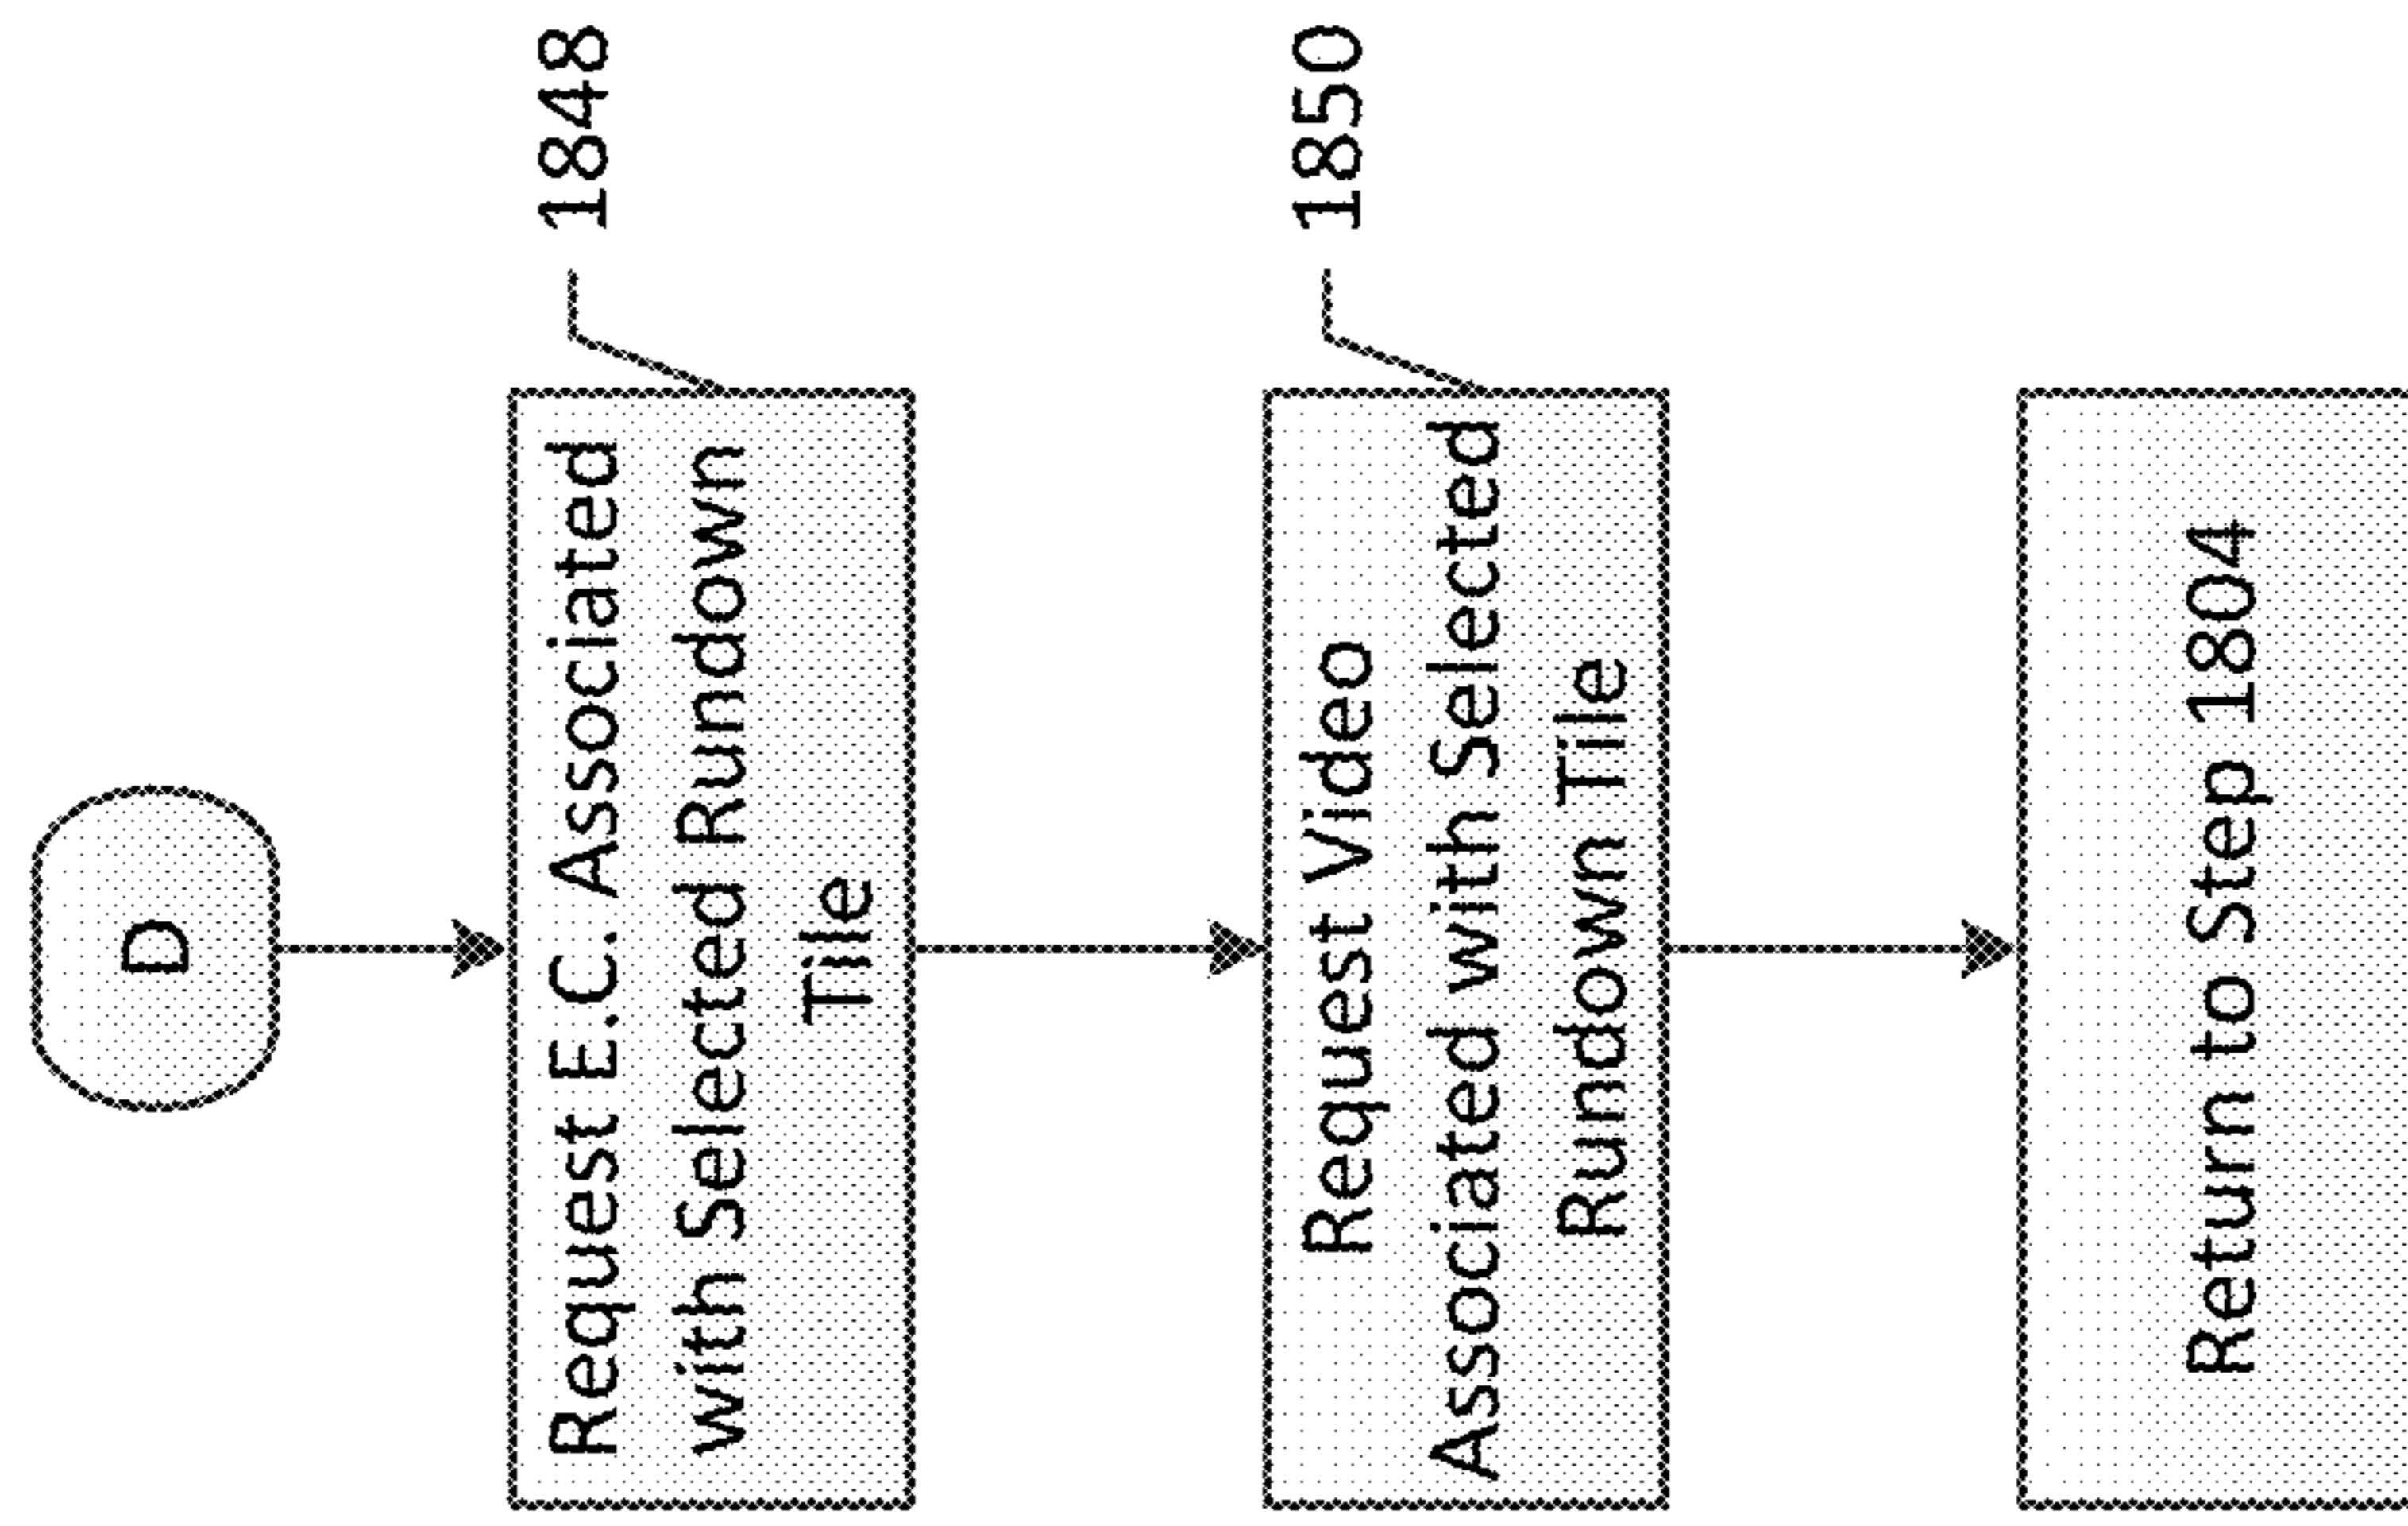 D
Request E.C. Associated
with Selected Rundown
Tile
1848
Request Video
Associated with Selected
Rundown Tile
1850
Return to Step 1804